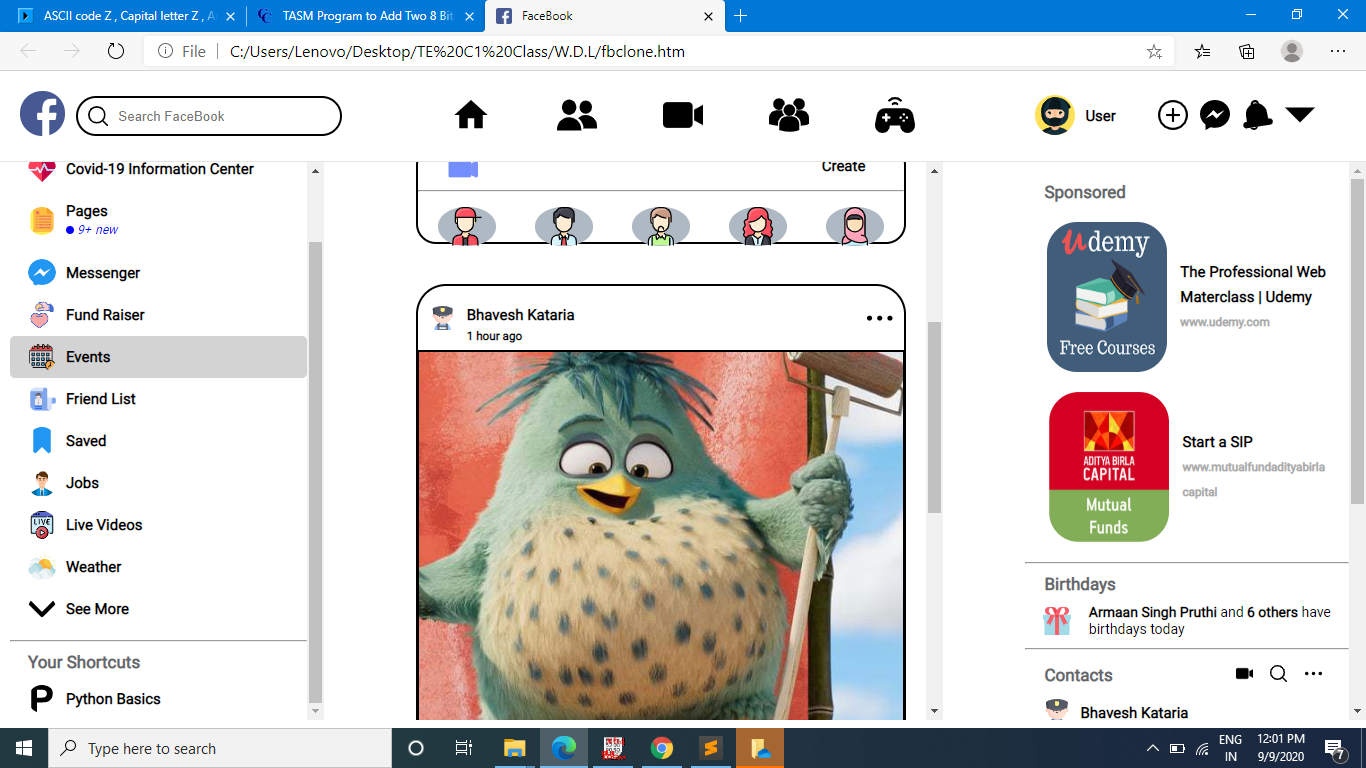 ASCII code Z , Capital letter Z , A
TASM Program to Add Two 8 Bit
FaceBook
File
C:/Users/Lenovo/Desktop/TE%20C1%20Class/W.D.L/fbclone.htm
Search FaceBook
User
Covid-19 Information Center
Pages
9+ new
Messenger
Fund Raiser
Events
Friend List
Saved
Jobs
LIVE
Live Videos
Weather
See More
Your Shortcuts
Python Basics
Create
Bhavesh Kataria
1 hour ago
Sponsored
udemy
Free Courses
The Professional Web
Materclass | Udemy
www.udemy.com
ADITYA BIRLA
CAPITAL
Mutual
Funds
Start a SIP
www.mutualfundadityabirla
capital
Birthdays
Armaan Singh Pruthi and 6 others have
birthdays today
Contacts
Bhavesh Kataria
Type here to search
ENG
IN
12:01 PM
9/9/2020
7